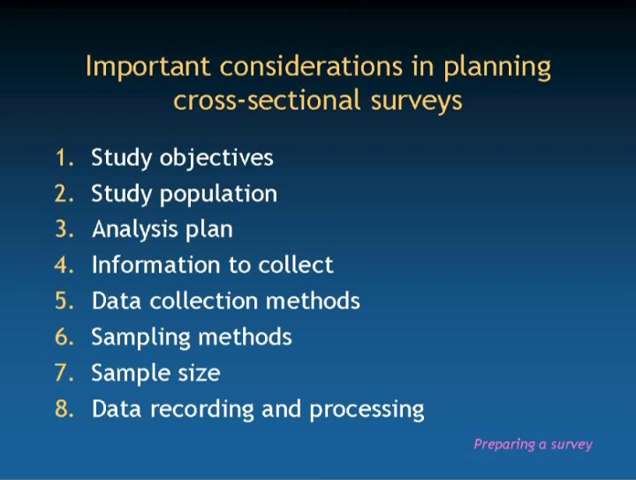 Important considerations in planning
cross-sectional surveys
1. Study objectives
2. Study population
3. Analysis plan
4. Information to collect
5. Data collection methods
6. Sampling methods
7. Sample size
8. Data recording and processing
Preparing a survey